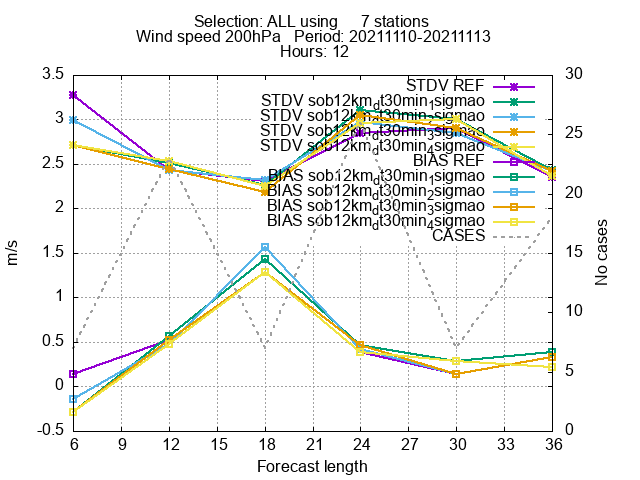 Selection: ALL using 7 stations
Wind speed 200hPa Period: 20211110-20211113
Hours: 12
STDV REF
STDV sob12km_dt30min_1sigmao
STDV sob12km_dt30min_2sigmao
STDV sob12km_dt30min_3sigmao
STDV sob12km_dt30min_4sigmao
BIAS REF
BIAS sob12km_dt30min_1sigmao
BIAS sob12km_dt30min_2sigmao
BIAS sob12km_dt30min_3sigmao
BIAS sob12km_dt30min_4sigmao
CASES
3.5
3
2.5
2
1.5
1
0.5
0
-0.5
m/s
30
25
20
15
10
5
0
No cases
6 9 12 15 18 21 24 27 30 33 36
Forecast length